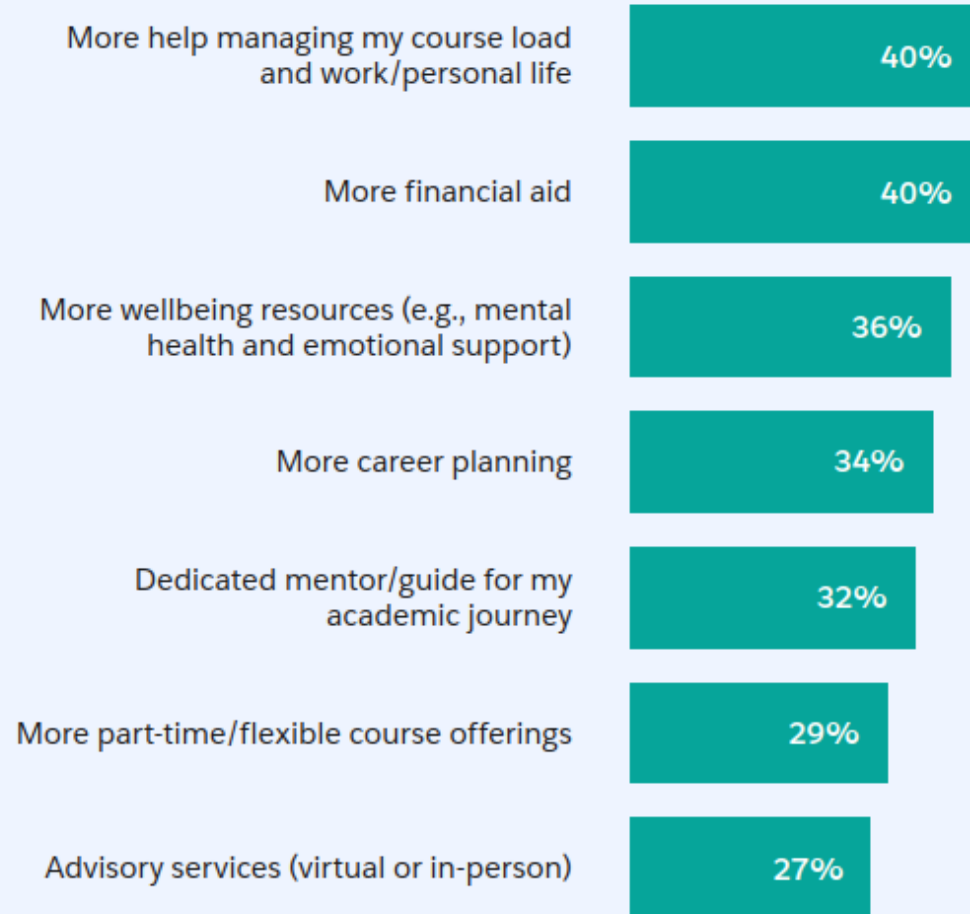 More help managing my course load
and work/personal life
40%
More financial aid
40%
More wellbeing resources (e.g., mental
health and emotional support)
36%
More career planning
34%
Dedicated mentor/guide for my
academic journey
32%
More part-time/flexible course offerings
29%
Advisory services (virtual or in-person)
27%